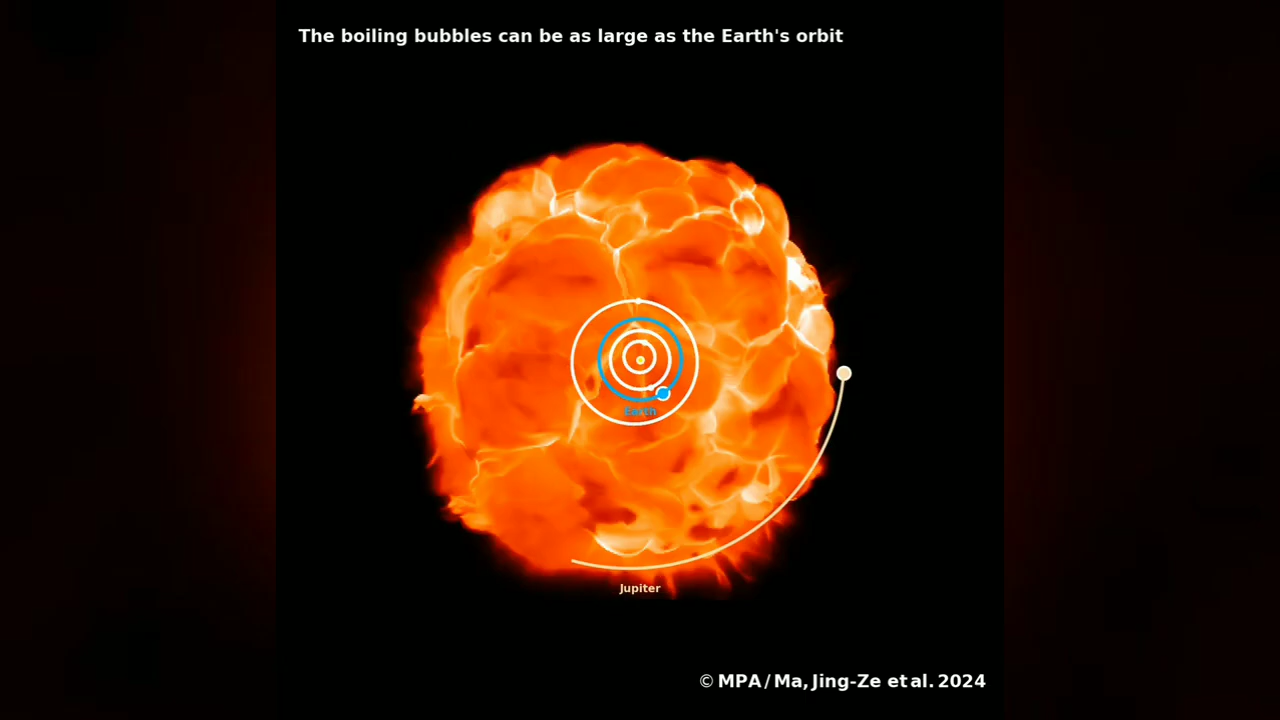 The boiling bubbles can be as large as the Earth's orbit
Earth
Jupiter
© MPA / Ma, Jing-Ze et al. 2024